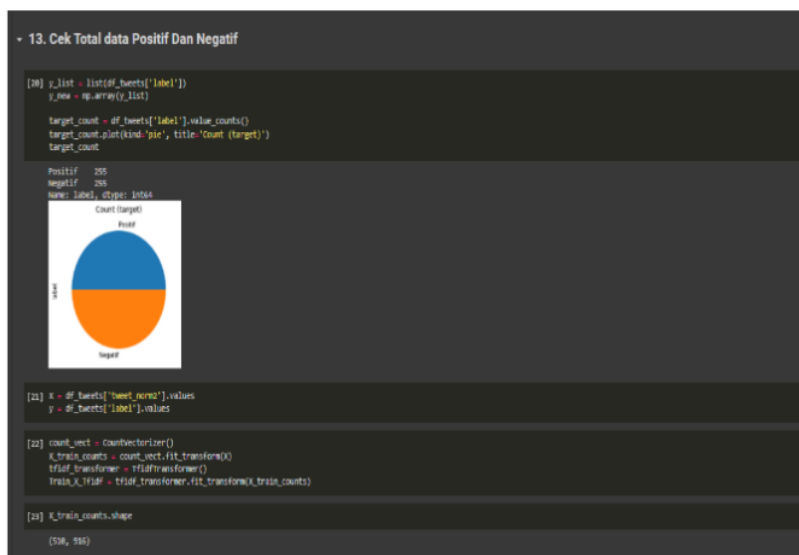 13. Cek Total data Positif Dan Negatif
[20] y_list = list(df_tweets['label'])
y_new = np.array(y_list)
target_count = df_tweets['label'].value_counts()
target_count.plot(kind='pie', title='Count (target)')
target_count
Positif 255
Negatif 255
Name: label, dtype: int64
Count (target)
Positif
label
Negatif
[21] X = df_tweets['tweet_norm2'].values
y = df_tweets['label'].values
[22] count_vect = CountVectorizer()
X_train_counts = count_vect.fit_transform(X)
tfidf_transformer = TfidfTransformer()
Train_X_Tfidf = tfidf_transformer.fit_transform(X_train_counts)
[23] X_train_counts.shape
(510, 916)